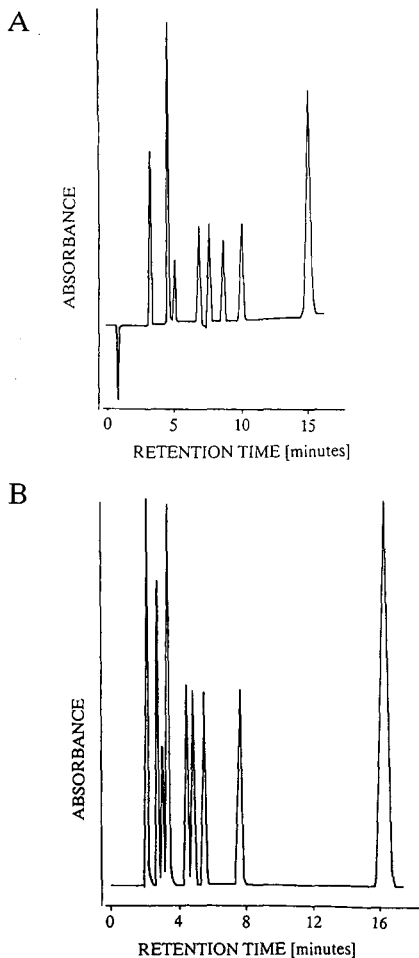 A
ABSORBANCE
0 5 10 15
RETENTION TIME [minutes]
B
ABSORBANCE
0 4 8 12 16
RETENTION TIME [minutes]